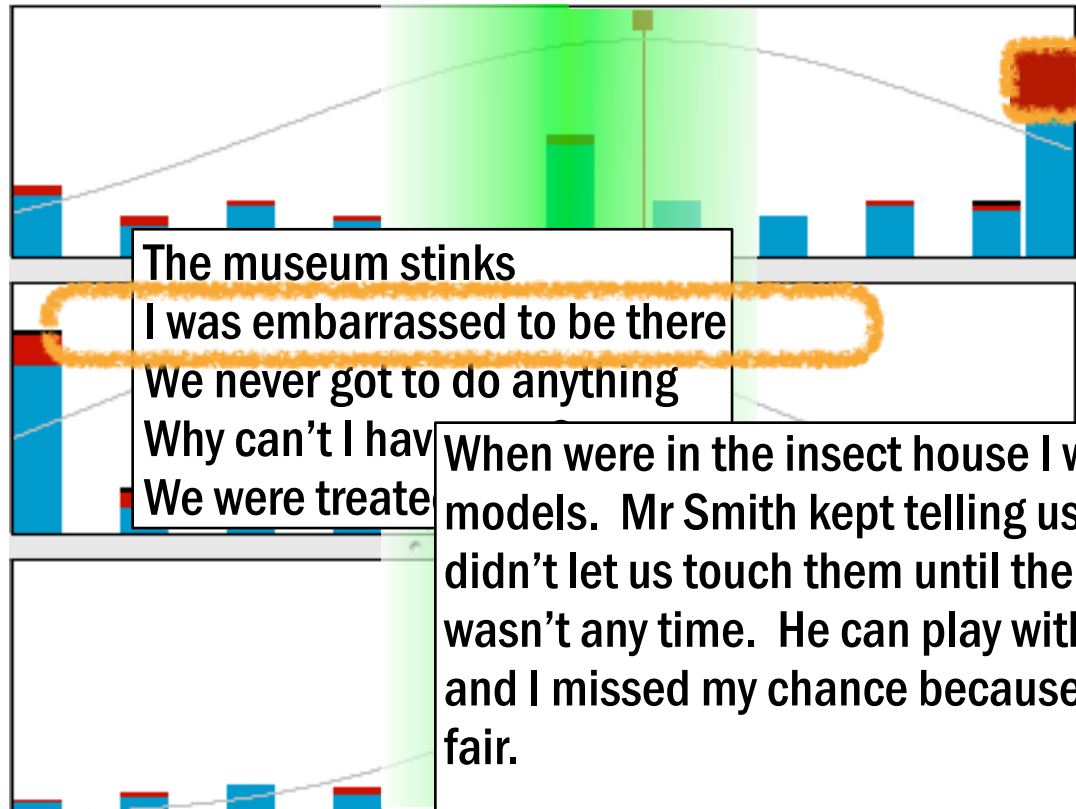 The museum stinks
I was embarrassed to be there
We never got to do anything
Why can't I hav
We were treate
When were in the insect house I w
models.  Mr Smith kept telling us
didn't let us touch them until the
wasn't any time.  He can play with
and I missed my chance because
fair.